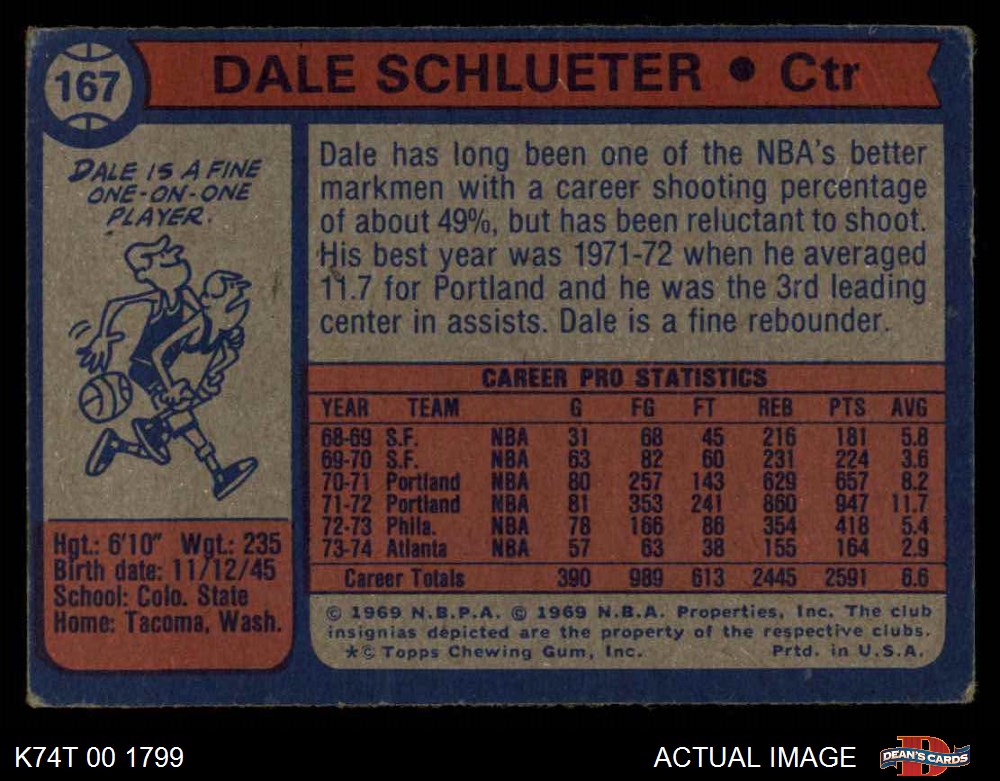 167
DALE SCHLUETER • Ctr
DALE IS A FINE
ONE-ON-ONE
PLAYER.
Dale has long been one of the NBA's better
markmen with a career shooting percentage
of about 49%, but has been reluctant to shoot.
His best year was 1971-72 when he averaged
11.7 for Portland and he was the 3rd leading
center in assists. Dale is a fine rebounder.
CAREER PRO STATISTICS
YEAR TEAM G FG FT REB PTS AVG
68-69 S.F. NBA 31 68 45 216 181 5.8
69-70 S.F. NBA 63 82 60 231 224 3.6
70-71 Portland NBA 80 257 143 629 657 8.2
71-72 Portland NBA 81 353 241 860 947 11.7
72-73 Phila. NBA 78 166 86 354 418 5.4
73-74 Atlanta NBA 57 63 38 155 164 2.9
Career Totals 390 989 613 2445 2591 6.6
Hgt.: 6'10" Wgt.: 235
Birth date: 11/12/45
School: Colo. State
Home: Tacoma, Wash.
© 1969 N.B.P.A. © 1969 N.B.A. Properties, Inc. The club
insignias depicted are the property of the respective clubs.
*© Topps Chewing Gum, Inc. Prtd. in U.S.A.
K74T 00 1799
ACTUAL IMAGE
DEAN'S CARDS